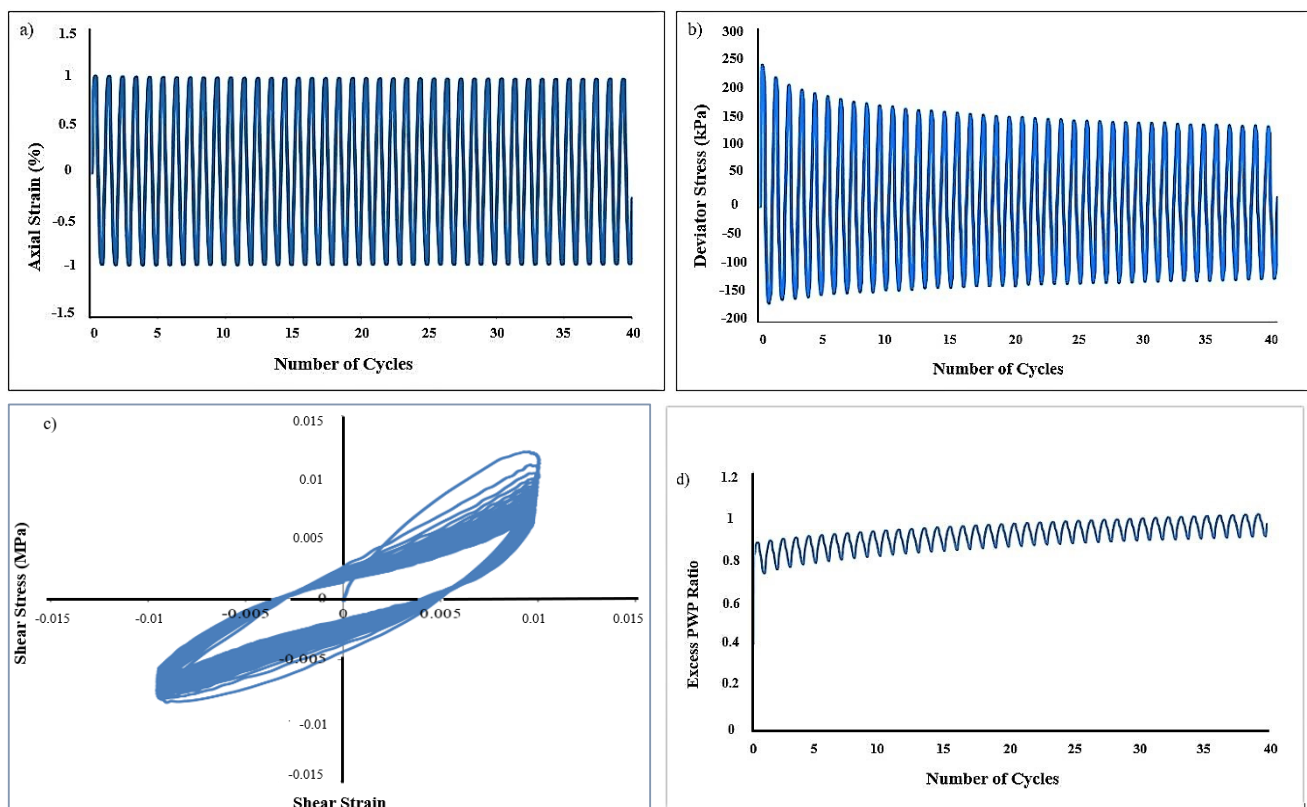 a)
1.5
1
0.5
0
-0.5
-1
-1.5
Axial Strain (%)
0 5 10 15 20 25 30 35 40
Number of Cycles
b)
300
250
200
150
100
50
0
-50
-100
-150
-200
Deviator Stress (kPa)
0 5 10 15 20 25 30 35 40
Number of Cycles
c)
0.015
0.01
0.005
0
-0.015 -0.01 -0.005 0 0.005 0.01 0.015
-0.005
-0.01
-0.015
Shear Stress (MPa)
Shear Strain
d)
1.2
1
0.8
0.6
0.4
0.2
0
Excess PWP Ratio
0 5 10 15 20 25 30 35 40
Number of Cycles